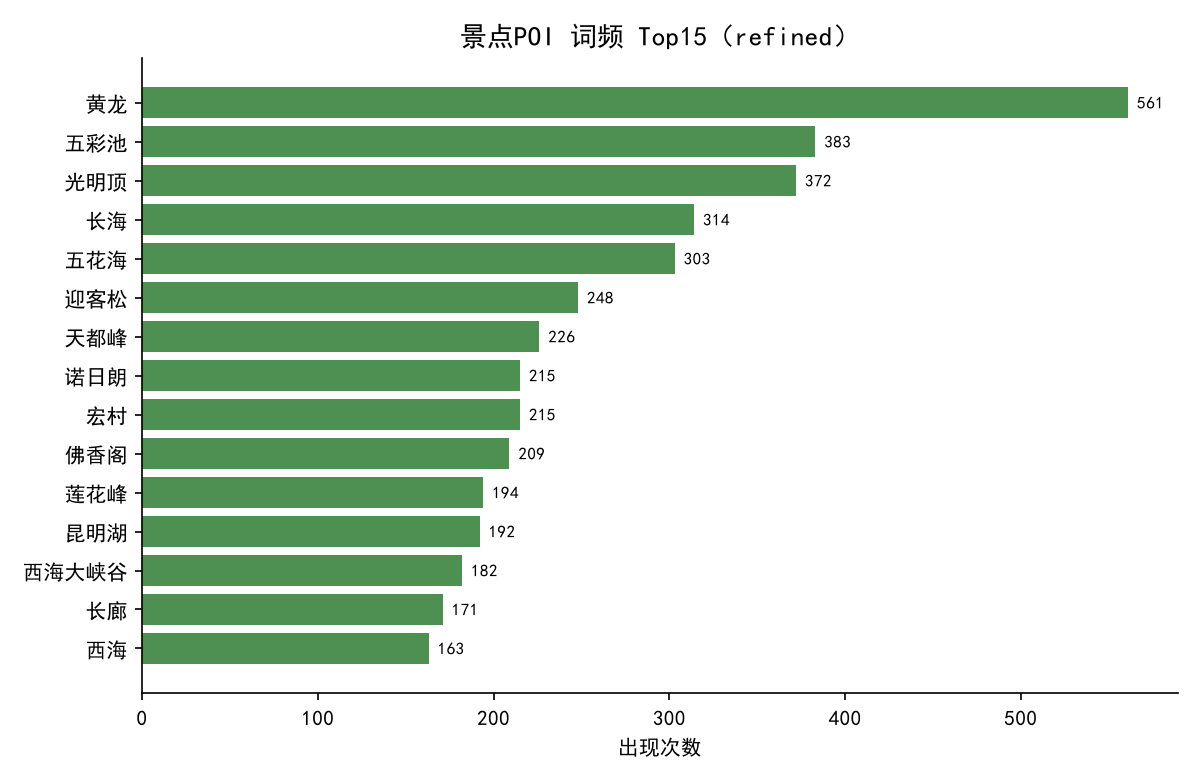 景点POI 词频 Top15（refined）
黄龙 561
五彩池 383
光明顶 372
长海 314
五花海 303
迎客松 248
天都峰 226
诺日朗 215
宏村 215
佛香阁 209
莲花峰 194
昆明湖 192
西海大峡谷 182
长廊 171
西海 163
0 100 200 300 400 500
出现次数